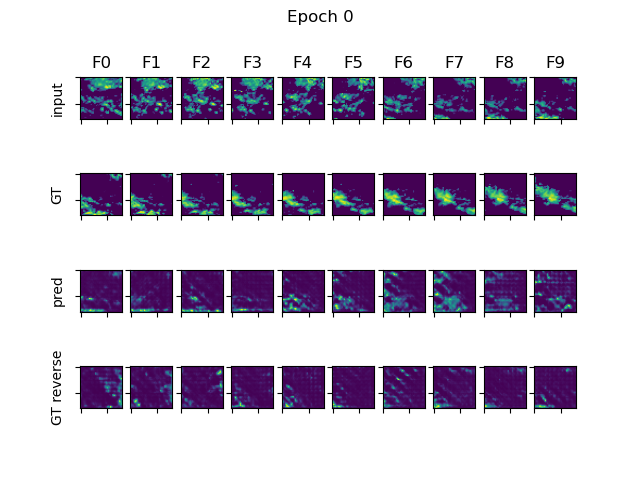 Epoch 0
F0 F1 F2 F3 F4 F5 F6 F7 F8 F9
input
GT
pred
GT reverse